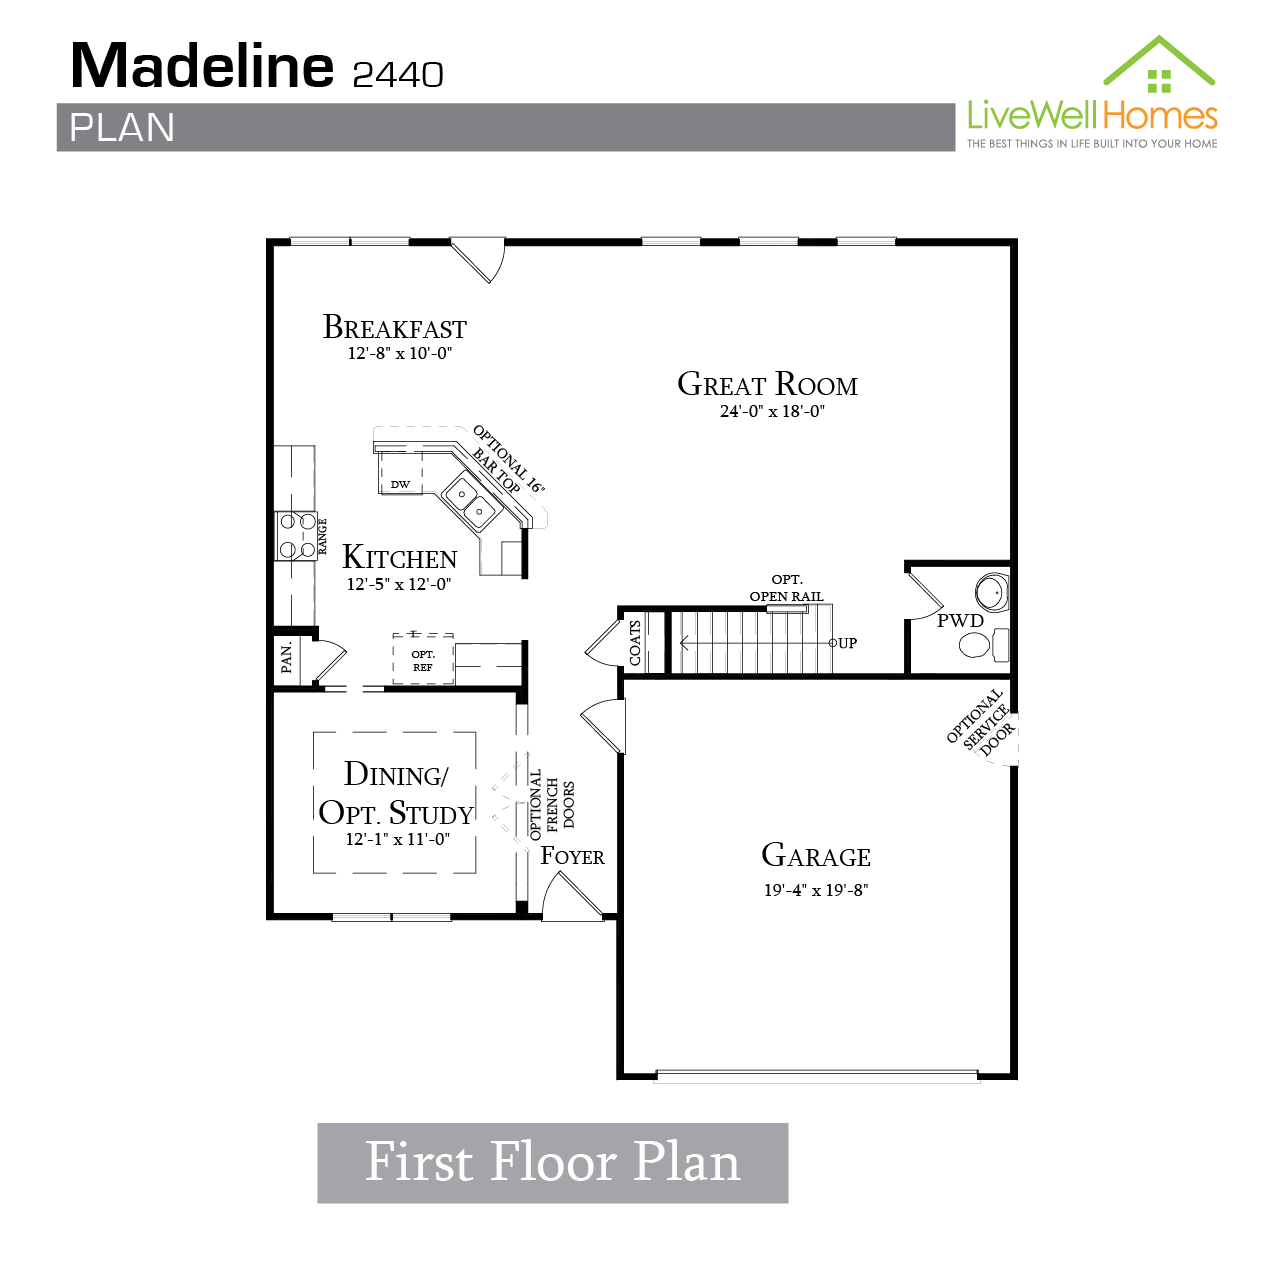 Madeline 2440
PLAN
LiveWell Homes
THE BEST THINGS IN LIFE BUILT INTO YOUR HOME
BREAKFAST
12'-8" x 10'-0"
GREAT ROOM
24'-0" x 18'-0"
OPTIONAL 16"
BAR TOP
DW
RANGE
KITCHEN
12'-5" x 12'-0"
OPT.
OPEN RAIL
PWD
COATS
UP
PAN.
OPT.
REF
OPTIONAL
SERVICE
DOOR
DINING/
OPT. STUDY
12'-1" x 11'-0"
OPTIONAL
FRENCH
DOORS
FOYER
GARAGE
19'-4" x 19'-8"
First Floor Plan